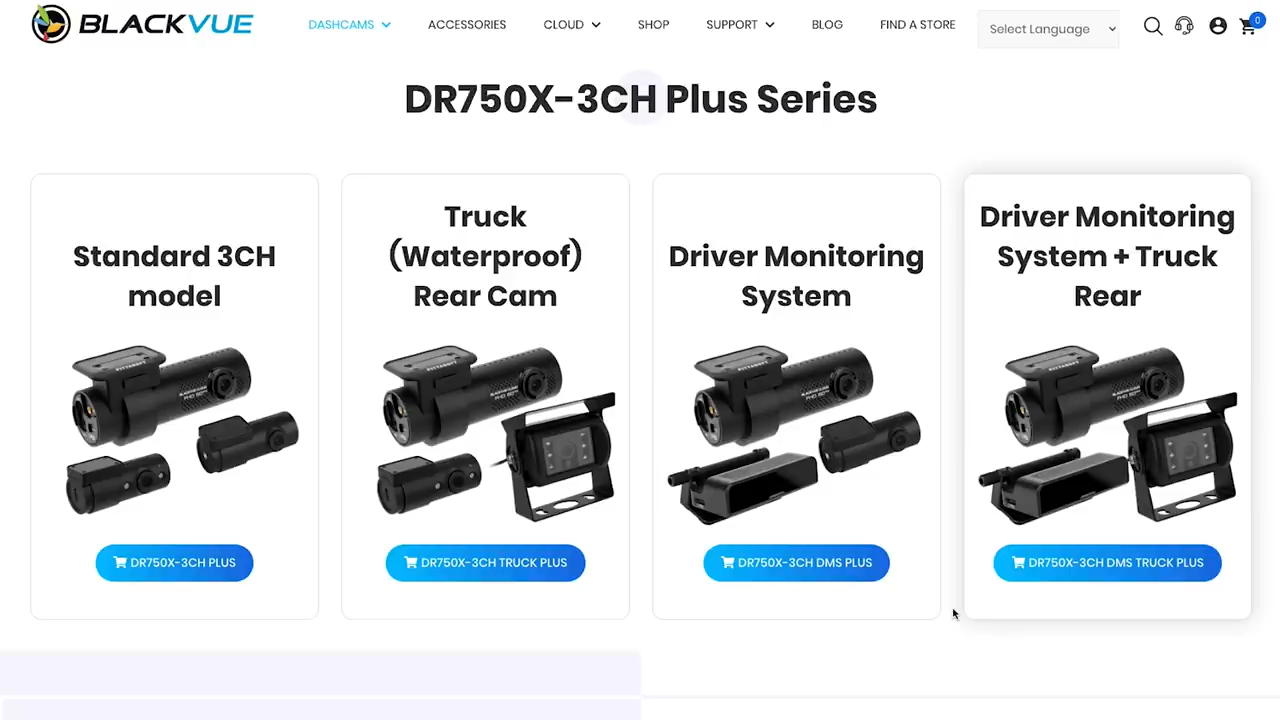 BLACKVUE
DASHCAMS
ACCESSORIES
CLOUD
SHOP
SUPPORT
BLOG
FIND A STORE
Select Language
0
DR750X-3CH Plus Series
Standard 3CH
model
Truck
(Waterproof)
Rear Cam
Driver Monitoring
System
Driver Monitoring
System + Truck
Rear
DR750X-3CH PLUS
DR750X-3CH TRUCK PLUS
DR750X-3CH DMS PLUS
DR750X-3CH DMS TRUCK PLUS